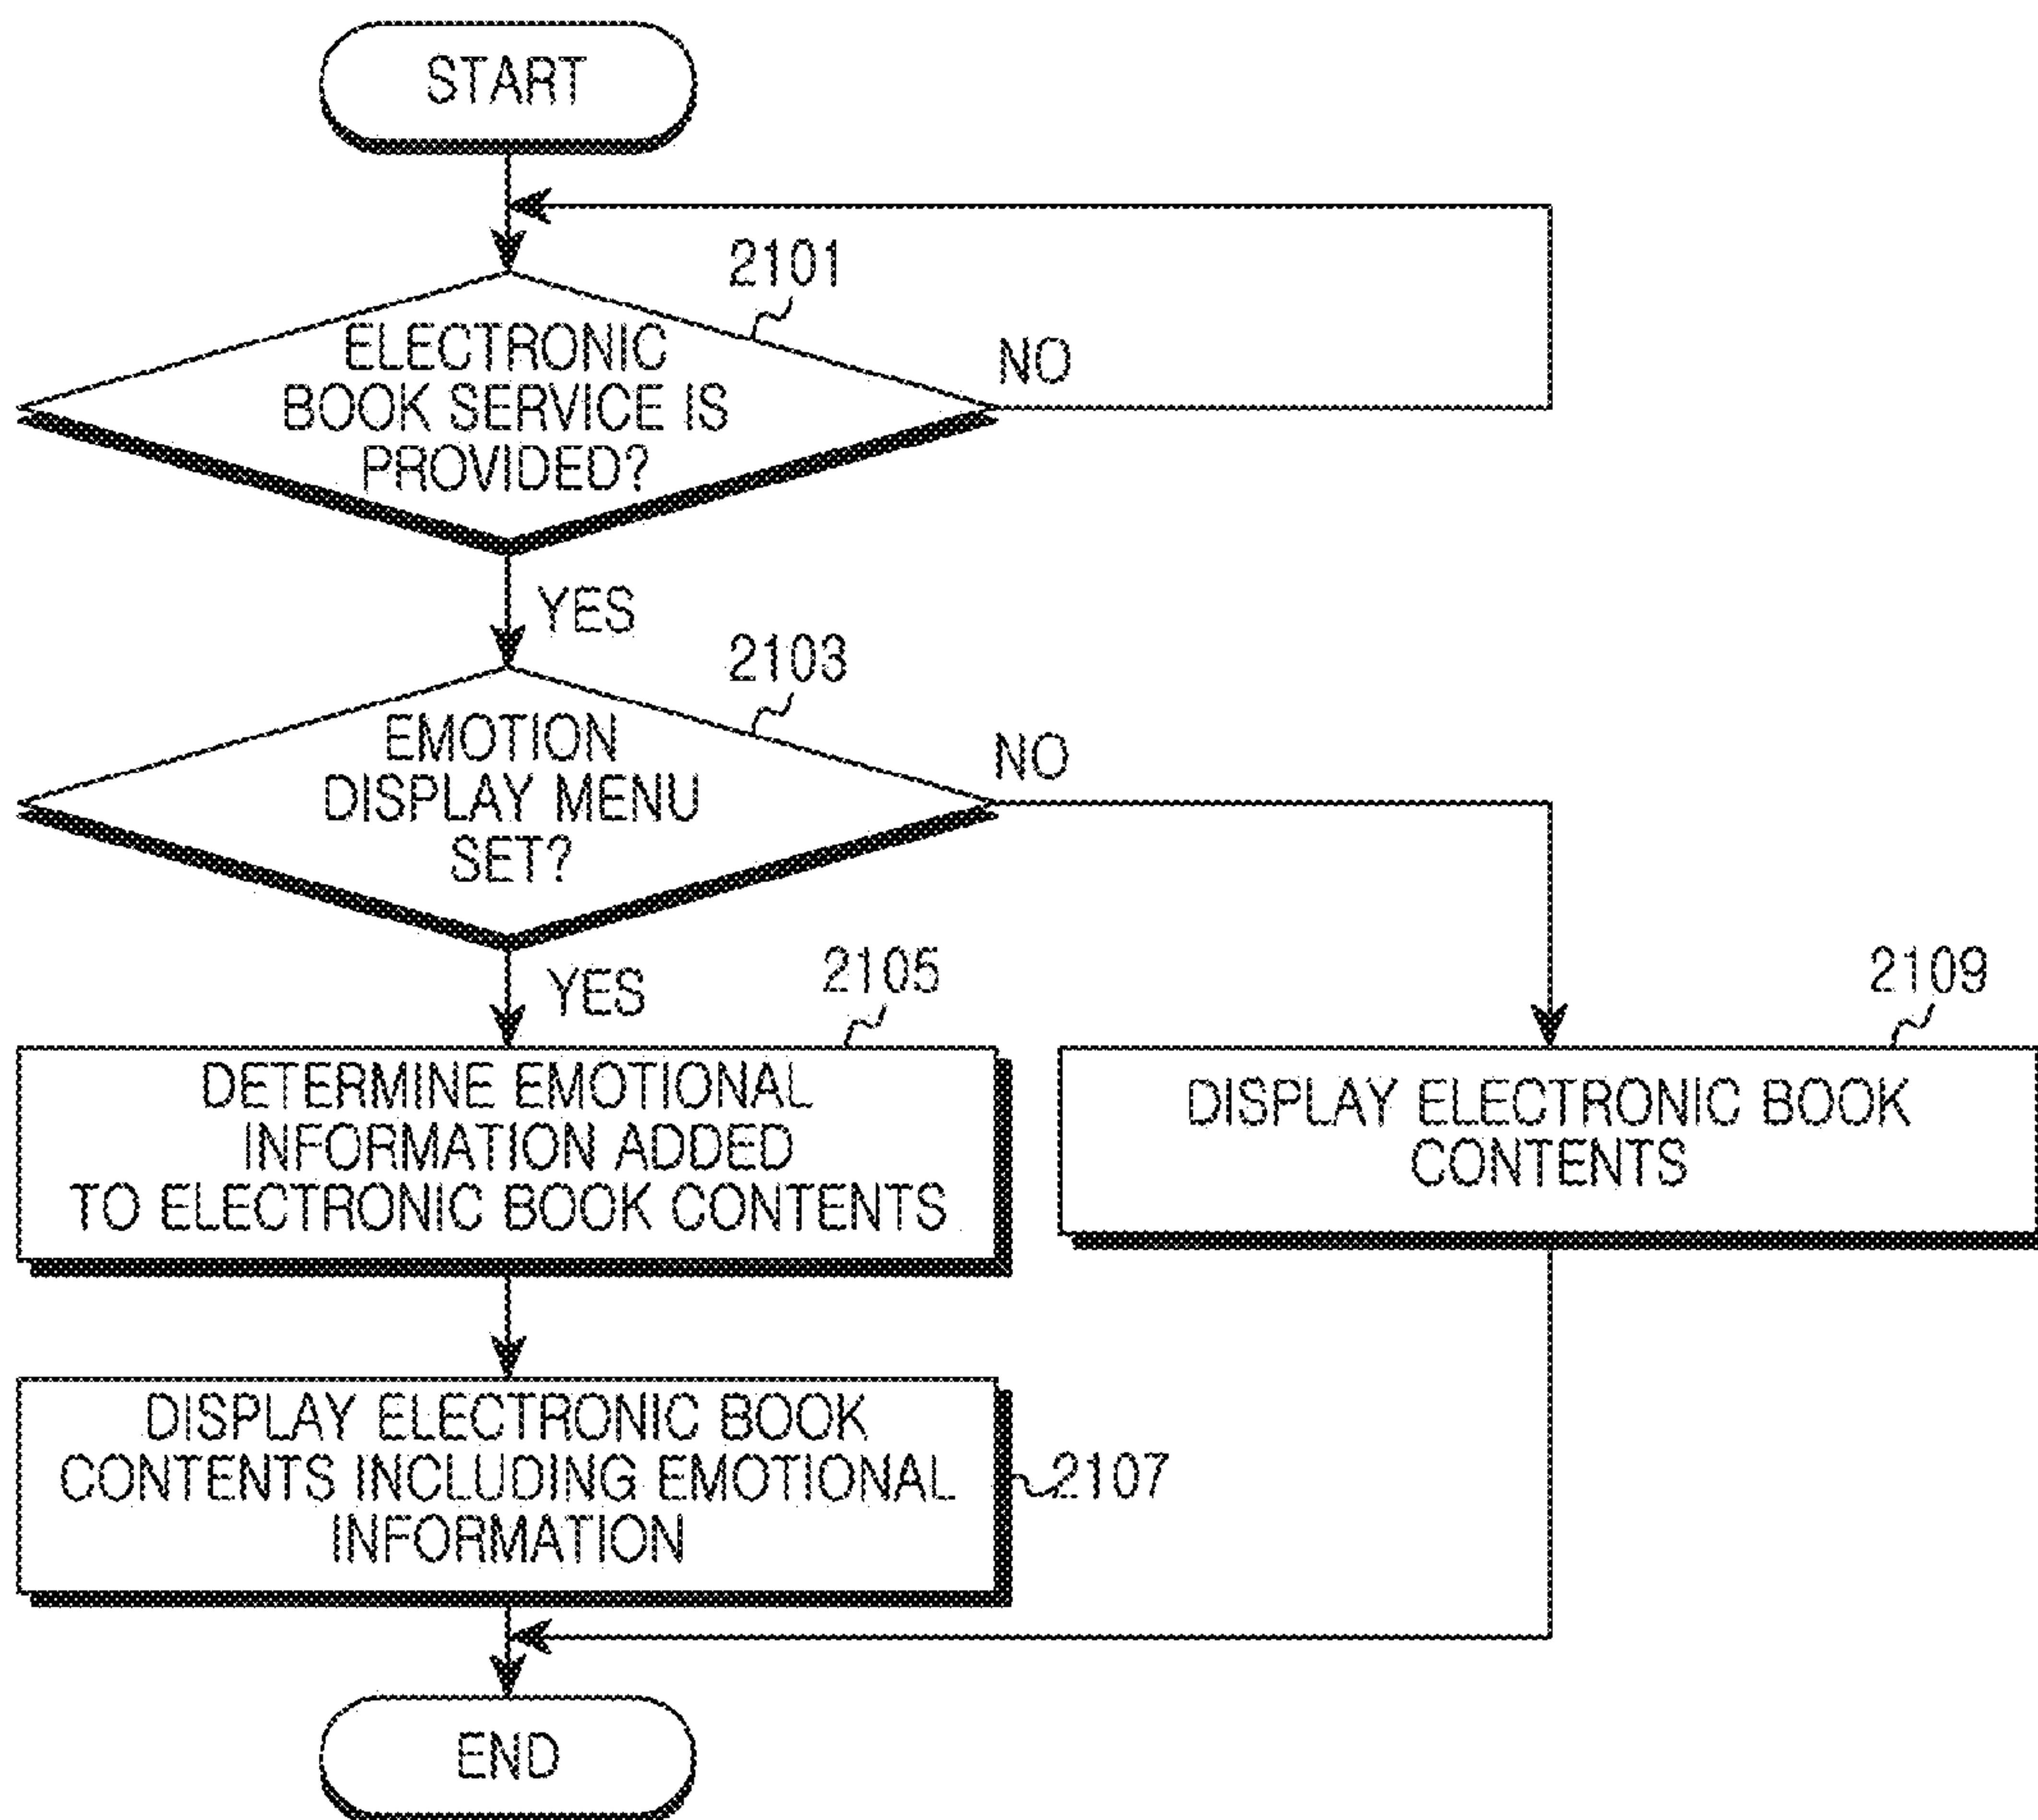 START
2101
ELECTRONIC
BOOK SERVICE IS
PROVIDED?
NO
YES
2103
EMOTION
DISPLAY MENU
SET?
NO
YES
2105
DETERMINE EMOTIONAL
INFORMATION ADDED
TO ELECTRONIC BOOK CONTENTS
2109
DISPLAY ELECTRONIC BOOK
CONTENTS
DISPLAY ELECTRONIC BOOK
CONTENTS INCLUDING EMOTIONAL
INFORMATION
2107
END